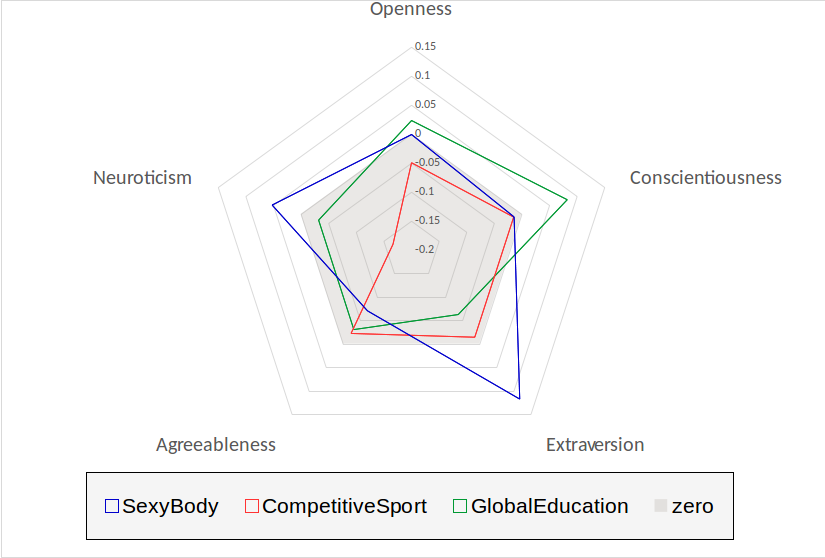 Openness
0.15
0.1
0.05
0
-0.05
-0.1
-0.15
-0.2
Neuroticism
Conscientiousness
Agreeableness
Extraversion
SexyBody CompetitiveSport GlobalEducation zero